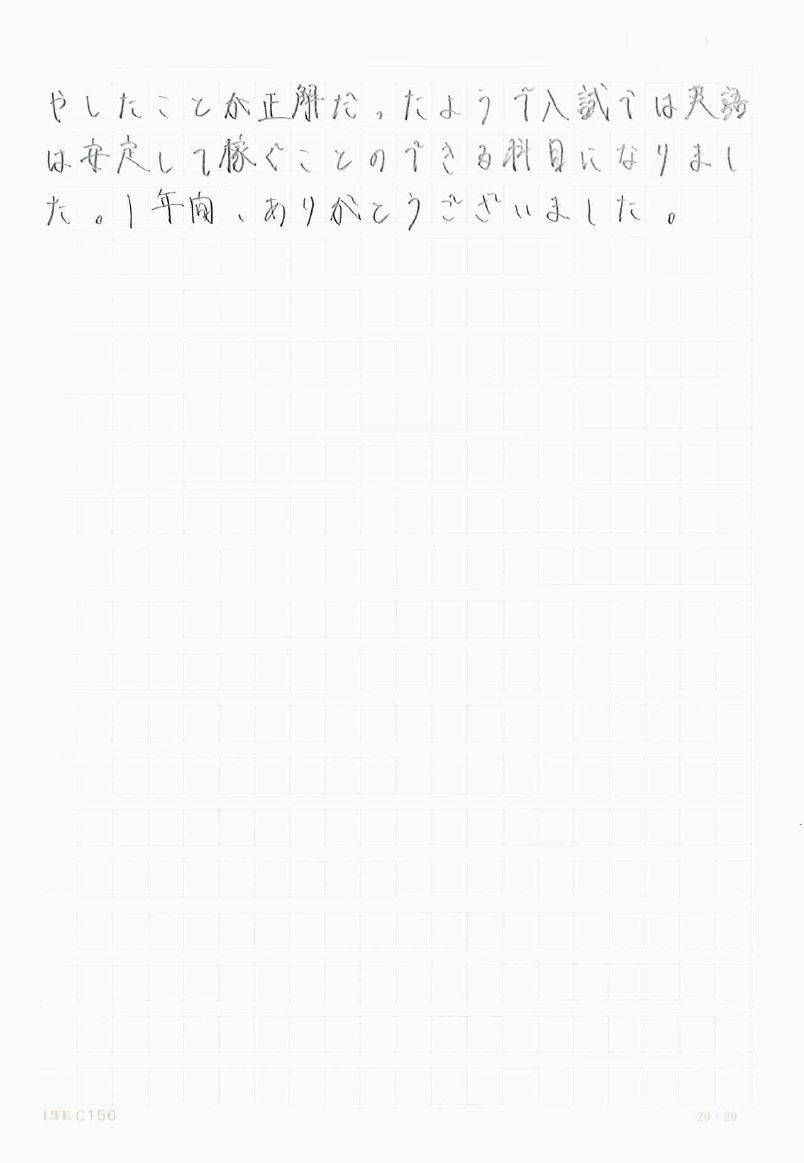 やしたことが正解だったようで入試では英語
は安定して稼ぐことのできる科目になりまし
た。1年間、ありがとうございました。
LIFE C156
20×20